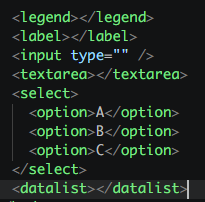 <legend></legend>
<label></label>
<input type="" />
<textarea></textarea>
<select>
  <option>A</option>
  <option>B</option>
  <option>C</option>
</select>
<datalist></datalist>